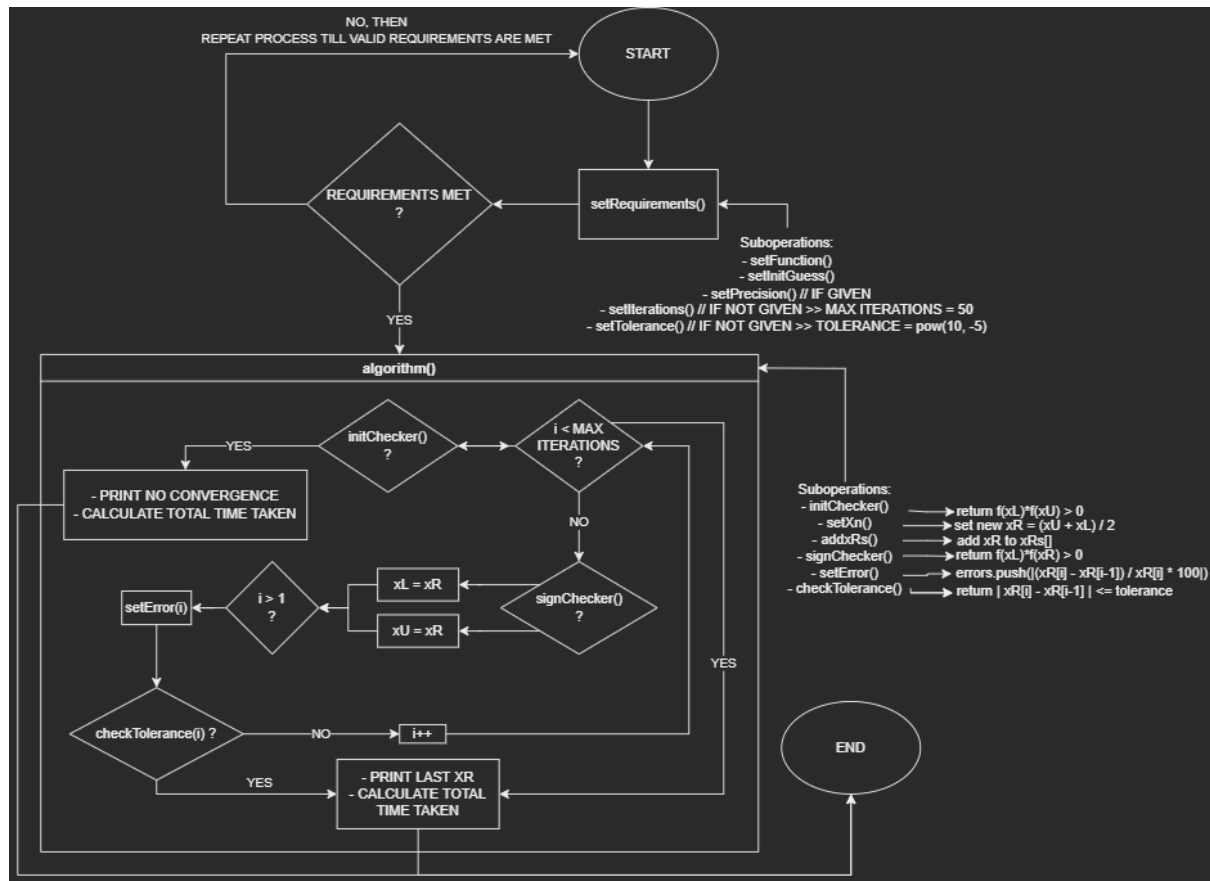 NO, THEN
REPEAT PROCESS TILL VALID REQUIREMENTS ARE MET
START
REQUIREMENTS MET
?
setRequirements()
Suboperations:
- setFunction()
- setInitGuess()
- setPrecision() // IF GIVEN
- setIterations() // IF NOT GIVEN >> MAX ITERATIONS = 50
- setTolerance() // IF NOT GIVEN >> TOLERANCE = pow(10, -5)
YES
algorithm()
initChecker()
?
i < MAX
ITERATIONS
?
YES
- PRINT NO CONVERGENCE
- CALCULATE TOTAL TIME TAKEN
NO
Suboperations:
- initChecker() return f(xL)*f(xU) > 0
- setXn() set new xR = (xU + xL) / 2
- addxRs() add xR to xRs[]
- signChecker() return f(xL)*f(xR) > 0
- setError() errors.push(|(xR[i] - xR[i-1]) / xR[i] * 100|)
- checkTolerance() return | xR[i] - xR[i-1] | <= tolerance
xL = xR
xU = xR
signChecker()
?
i > 1
?
setError(i)
YES
checkTolerance(i) ?
NO
i++
YES
- PRINT LAST XR
- CALCULATE TOTAL
TIME TAKEN
END